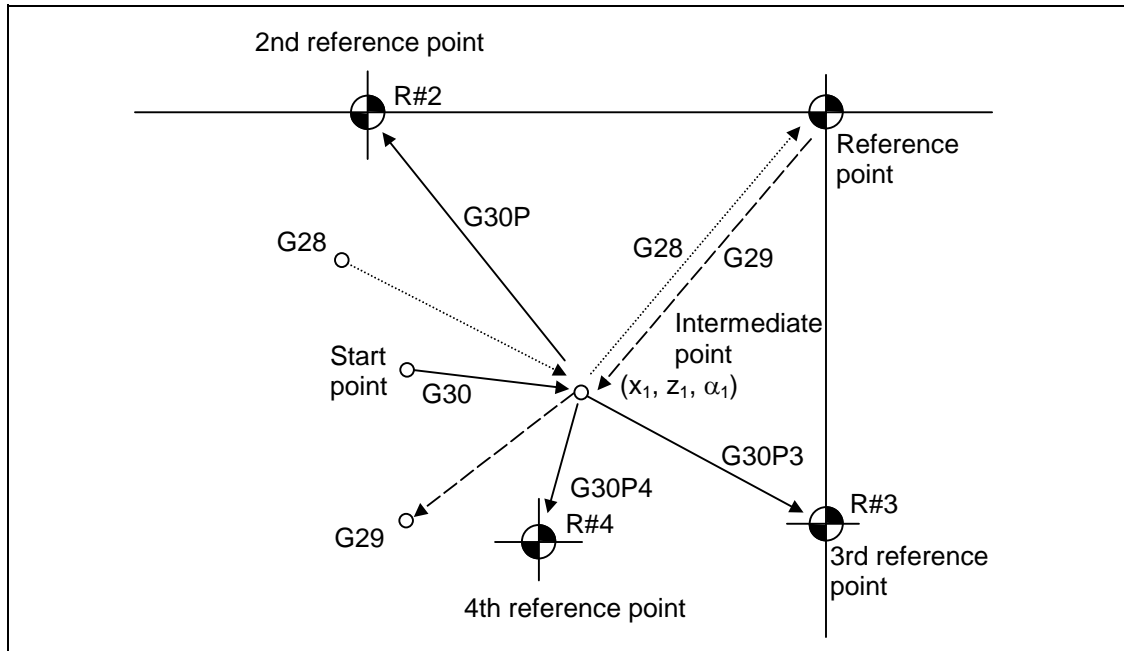 2nd reference point
R#2
Reference
point
G30P
G28
G28
G29
Intermediate
point
Start
point
(x₁, z₁, α₁)
G30
G30P3
G30P4
R#3
G29
R#4
3rd reference
point
4th reference point